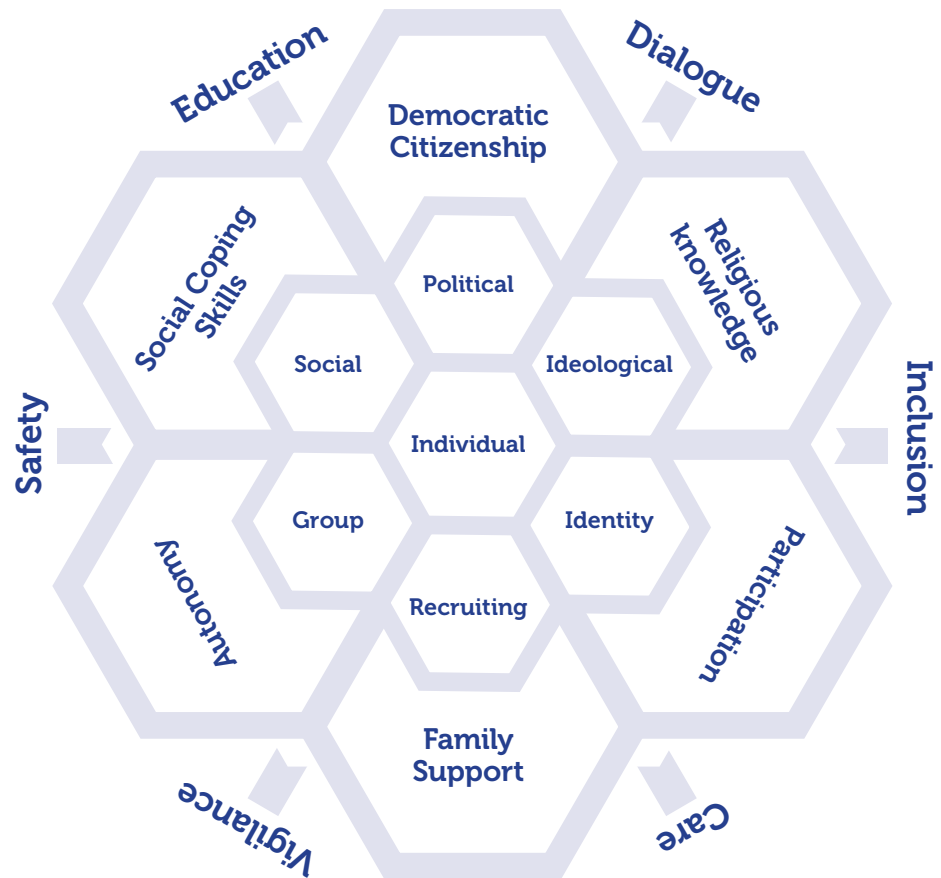 Education
Dialogue
Democratic
Citizenship
Social Coping
Skills
Religious
knowledge
Political
Social
Ideological
Safety
Individual
Inclusion
Group
Identity
Autonomy
Participation
Recruiting
Family
Support
Vigilance
Care